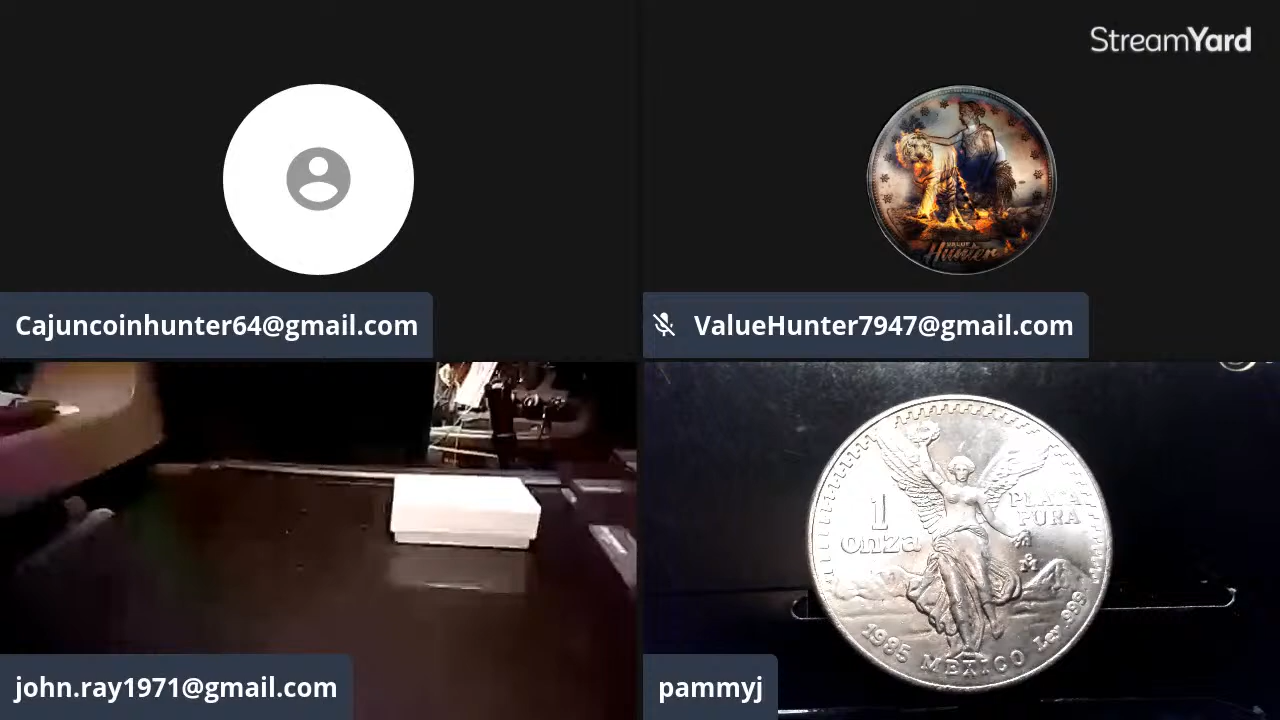 StreamYard
Cajuncoinhunter64@gmail.com
ValueHunter7947@gmail.com
Hunter
john.ray1971@gmail.com
pammyj
1
onza
PLATA
PURA
1985 MEXICO Ley .999